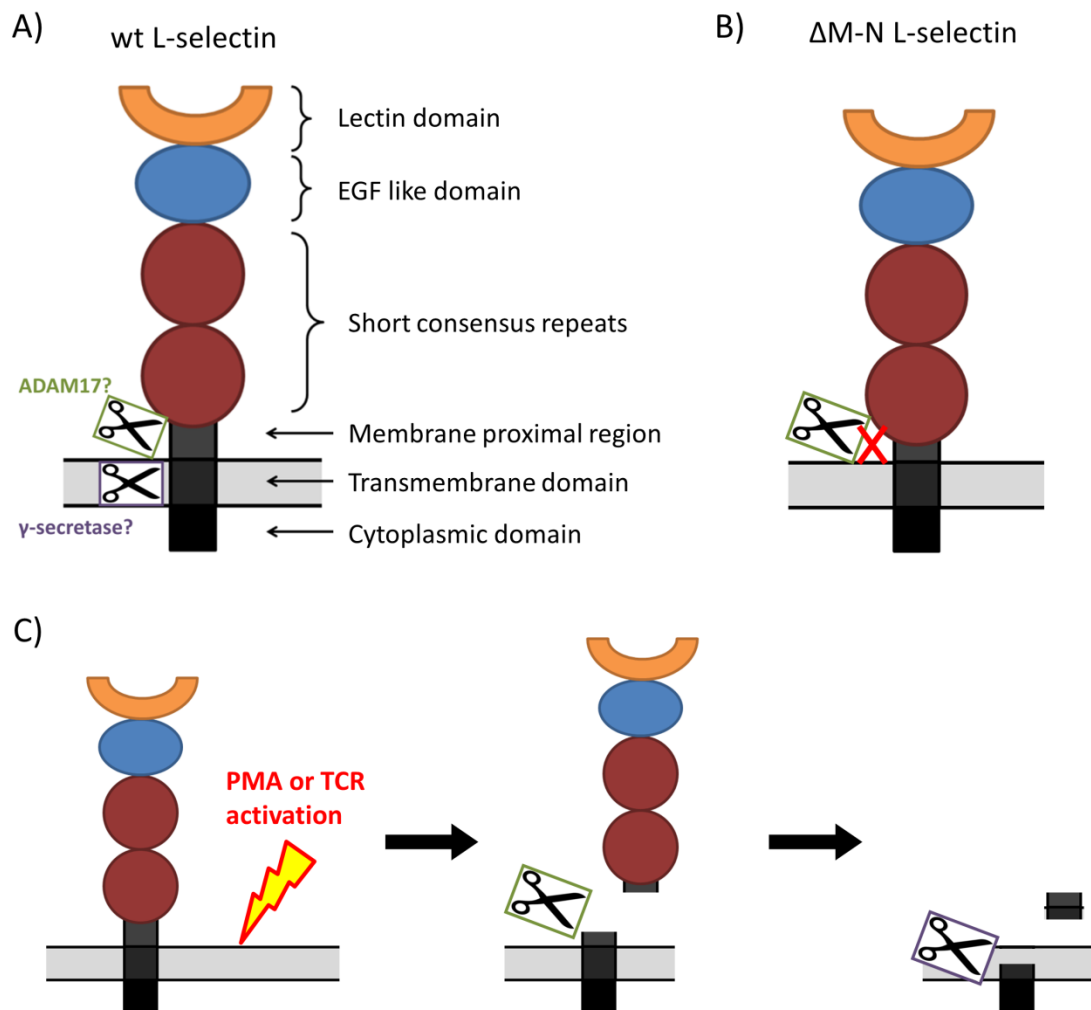 A)
wt L-selectin
B)
ΔM-N L-selectin
Lectin domain
EGF like domain
Short consensus repeats
ADAM17?
Membrane proximal region
Transmembrane domain
γ-secretase?
Cytoplasmic domain
C)
PMA or TCR
activation